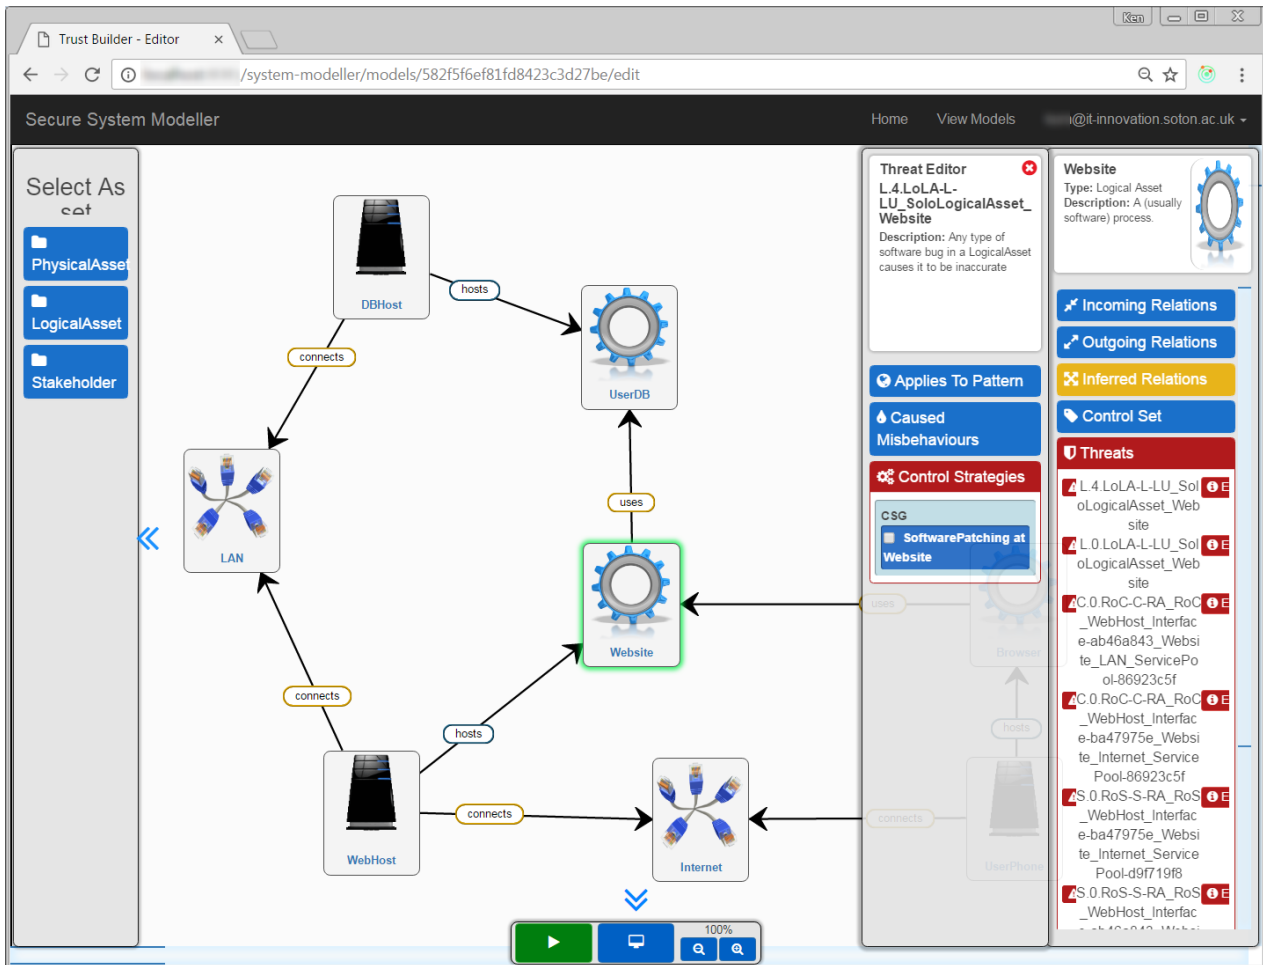 Ken
Trust Builder - Editor
/system-modeller/models/582f5f6ef81fd8423c3d27be/edit
Secure System Modeller
Home
View Models
@it-innovation.soton.ac.uk
Select As
set
PhysicalAsset
LogicalAsset
Stakeholder
DBHost
hosts
connects
UserDB
LAN
uses
Website
connects
hosts
WebHost
connects
Internet
uses
Browser
hosts
connects
UserPhone
100%
Threat Editor
L.4.LoLA-L-
LU_SoloLogicalAsset_
Website
Description: Any type of
software bug in a LogicalAsset
causes it to be inaccurate
Applies To Pattern
Caused
Misbehaviours
Control Strategies
CSG
SoftwarePatching at
Website
Website
Type: Logical Asset
Description: A (usually
software) process.
Incoming Relations
Outgoing Relations
Inferred Relations
Control Set
Threats
L.4.LoLA-L-LU_Sol E
oLogicalAsset_Web
site
L.0.LoLA-L-LU_Sol E
oLogicalAsset_Web
site
C.0.RoC-C-RA_RoC E
_WebHost_Interfac
e-ab46a843_Websi
te_LAN_ServicePo
ol-86923c5f
C.0.RoC-C-RA_RoC E
_WebHost_Interfac
e-ba47975e_Websi
te_Internet_Service
Pool-86923c5f
S.0.RoS-S-RA_RoS E
_WebHost_Interfac
e-ba47975e_Websi
te_Internet_Service
Pool-d9f719f8
S.0.RoS-S-RA_RoS E
_WebHost_Interfac